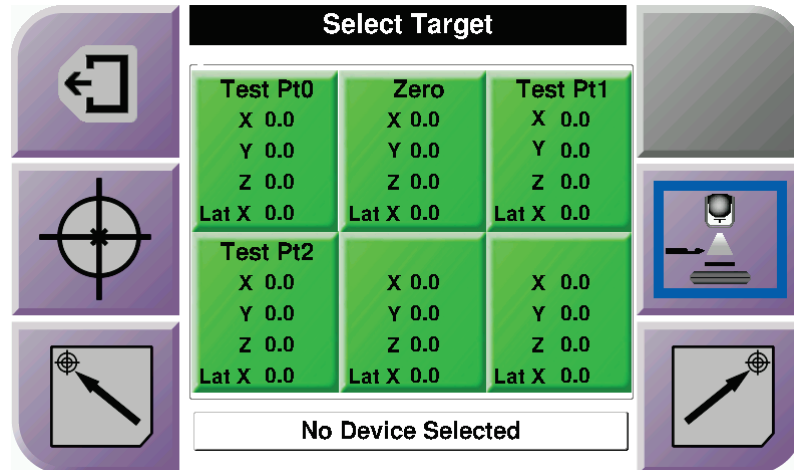 Select Target
Test Pt0 Zero Test Pt1
X 0.0 X 0.0 X 0.0
Y 0.0 Y 0.0 Y 0.0
Z 0.0 Z 0.0 Z 0.0
Lat X 0.0 Lat X 0.0 Lat X 0.0
Test Pt2
X 0.0 X 0.0 X 0.0
Y 0.0 Y 0.0 Y 0.0
Z 0.0 Z 0.0 Z 0.0
Lat X 0.0 Lat X 0.0 Lat X 0.0
No Device Selected